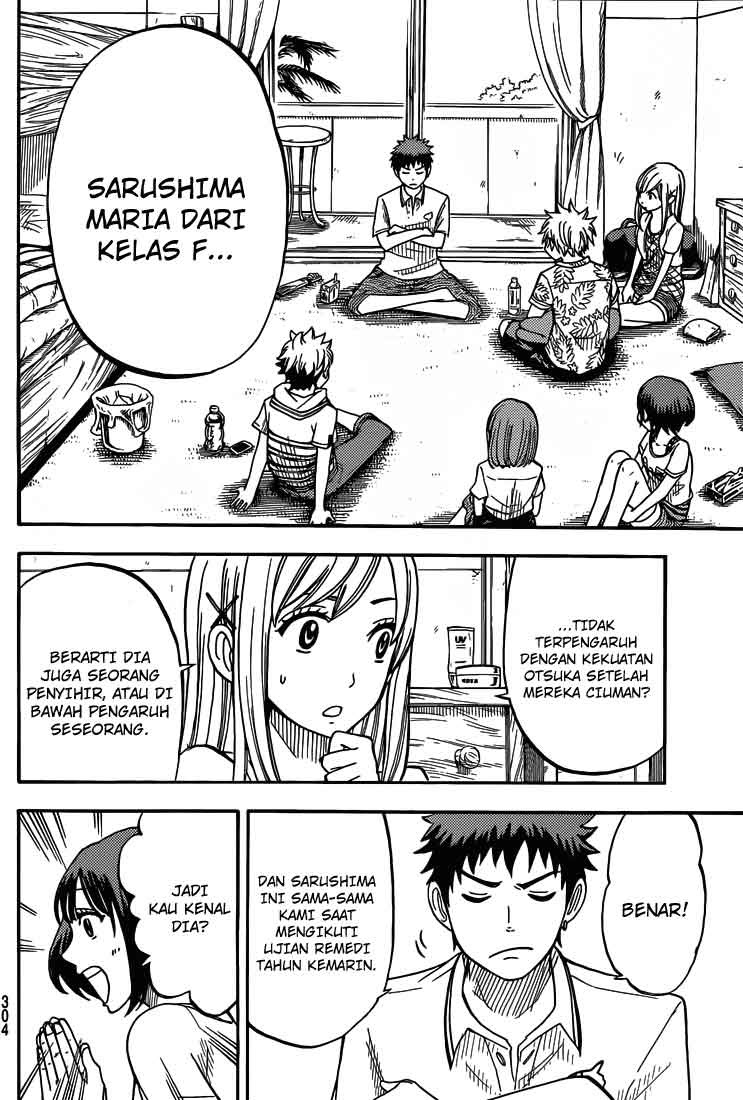 SARUSHIMA
MARIA DARI
KELAS F...
...TIDAK
TERPENGARUH
DENGAN KEKUATAN
OTSUKA SETELAH
MEREKA CIUMAN?
BERARTI DIA
JUGA SEORANG
PENYIHIR, ATAU DI
BAWAH PENGARUH
SESEORANG.
UV
BENAR!
DAN SARUSHIMA
INI SAMA-SAMA
KAMI SAAT
MENGIKUTI
UJIAN REMEDI
TAHUN KEMARIN.
JADI
KAU KENAL
DIA?
304